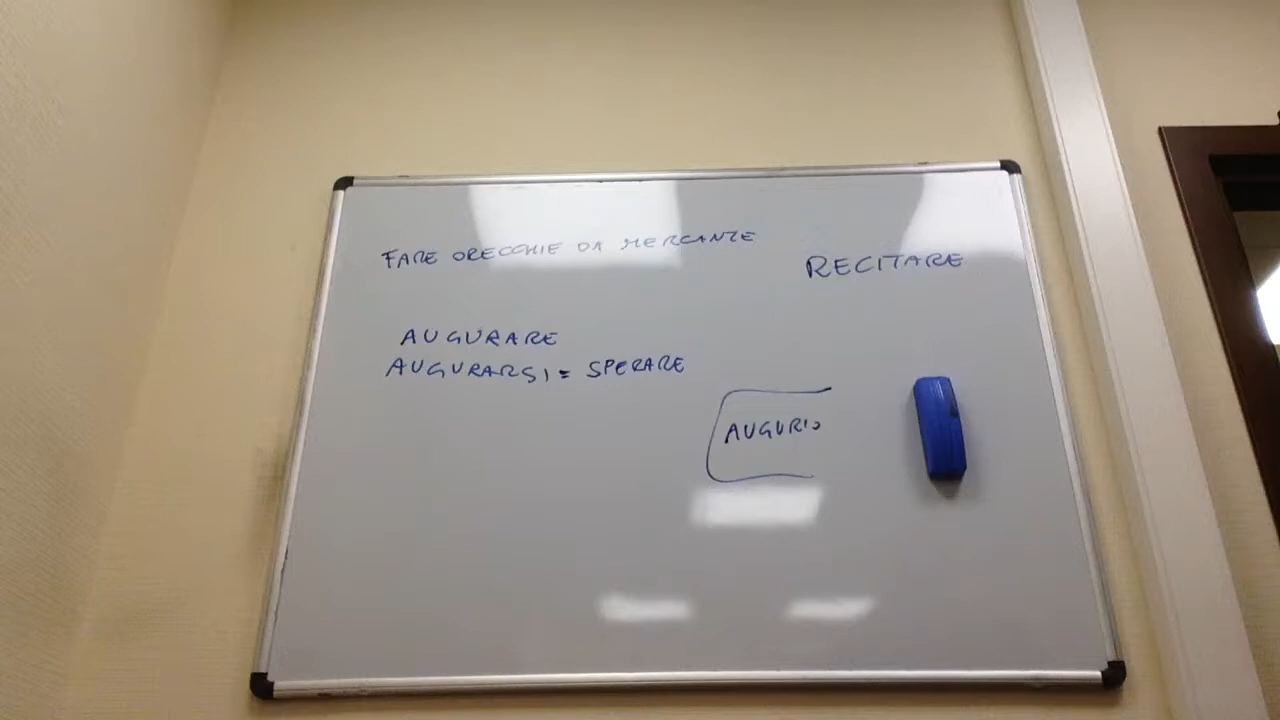 FARE ORECCHIE DA MERCANTE
RECITARE
AUGURARE
AUGURARSI = SPERARE
AUGURIO